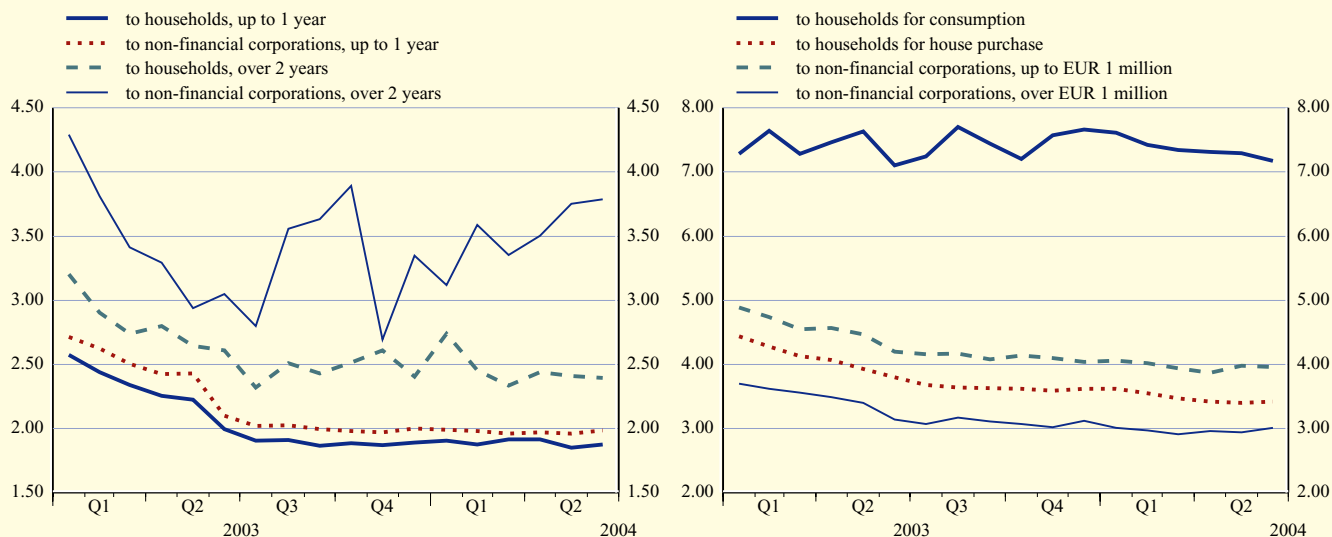 to households, up to 1 year
to non-financial corporations, up to 1 year
to households, over 2 years
to non-financial corporations, over 2 years
4.50 4.50
4.00 4.00
3.50 3.50
3.00 3.00
2.50 2.50
2.00 2.00
1.50 1.50
Q1 Q2 Q3 Q4 Q1 Q2
2003 2004
to households for consumption
to households for house purchase
to non-financial corporations, up to EUR 1 million
to non-financial corporations, over EUR 1 million
8.00 8.00
7.00 7.00
6.00 6.00
5.00 5.00
4.00 4.00
3.00 3.00
2.00 2.00
Q1 Q2 Q3 Q4 Q1 Q2
2003 2004